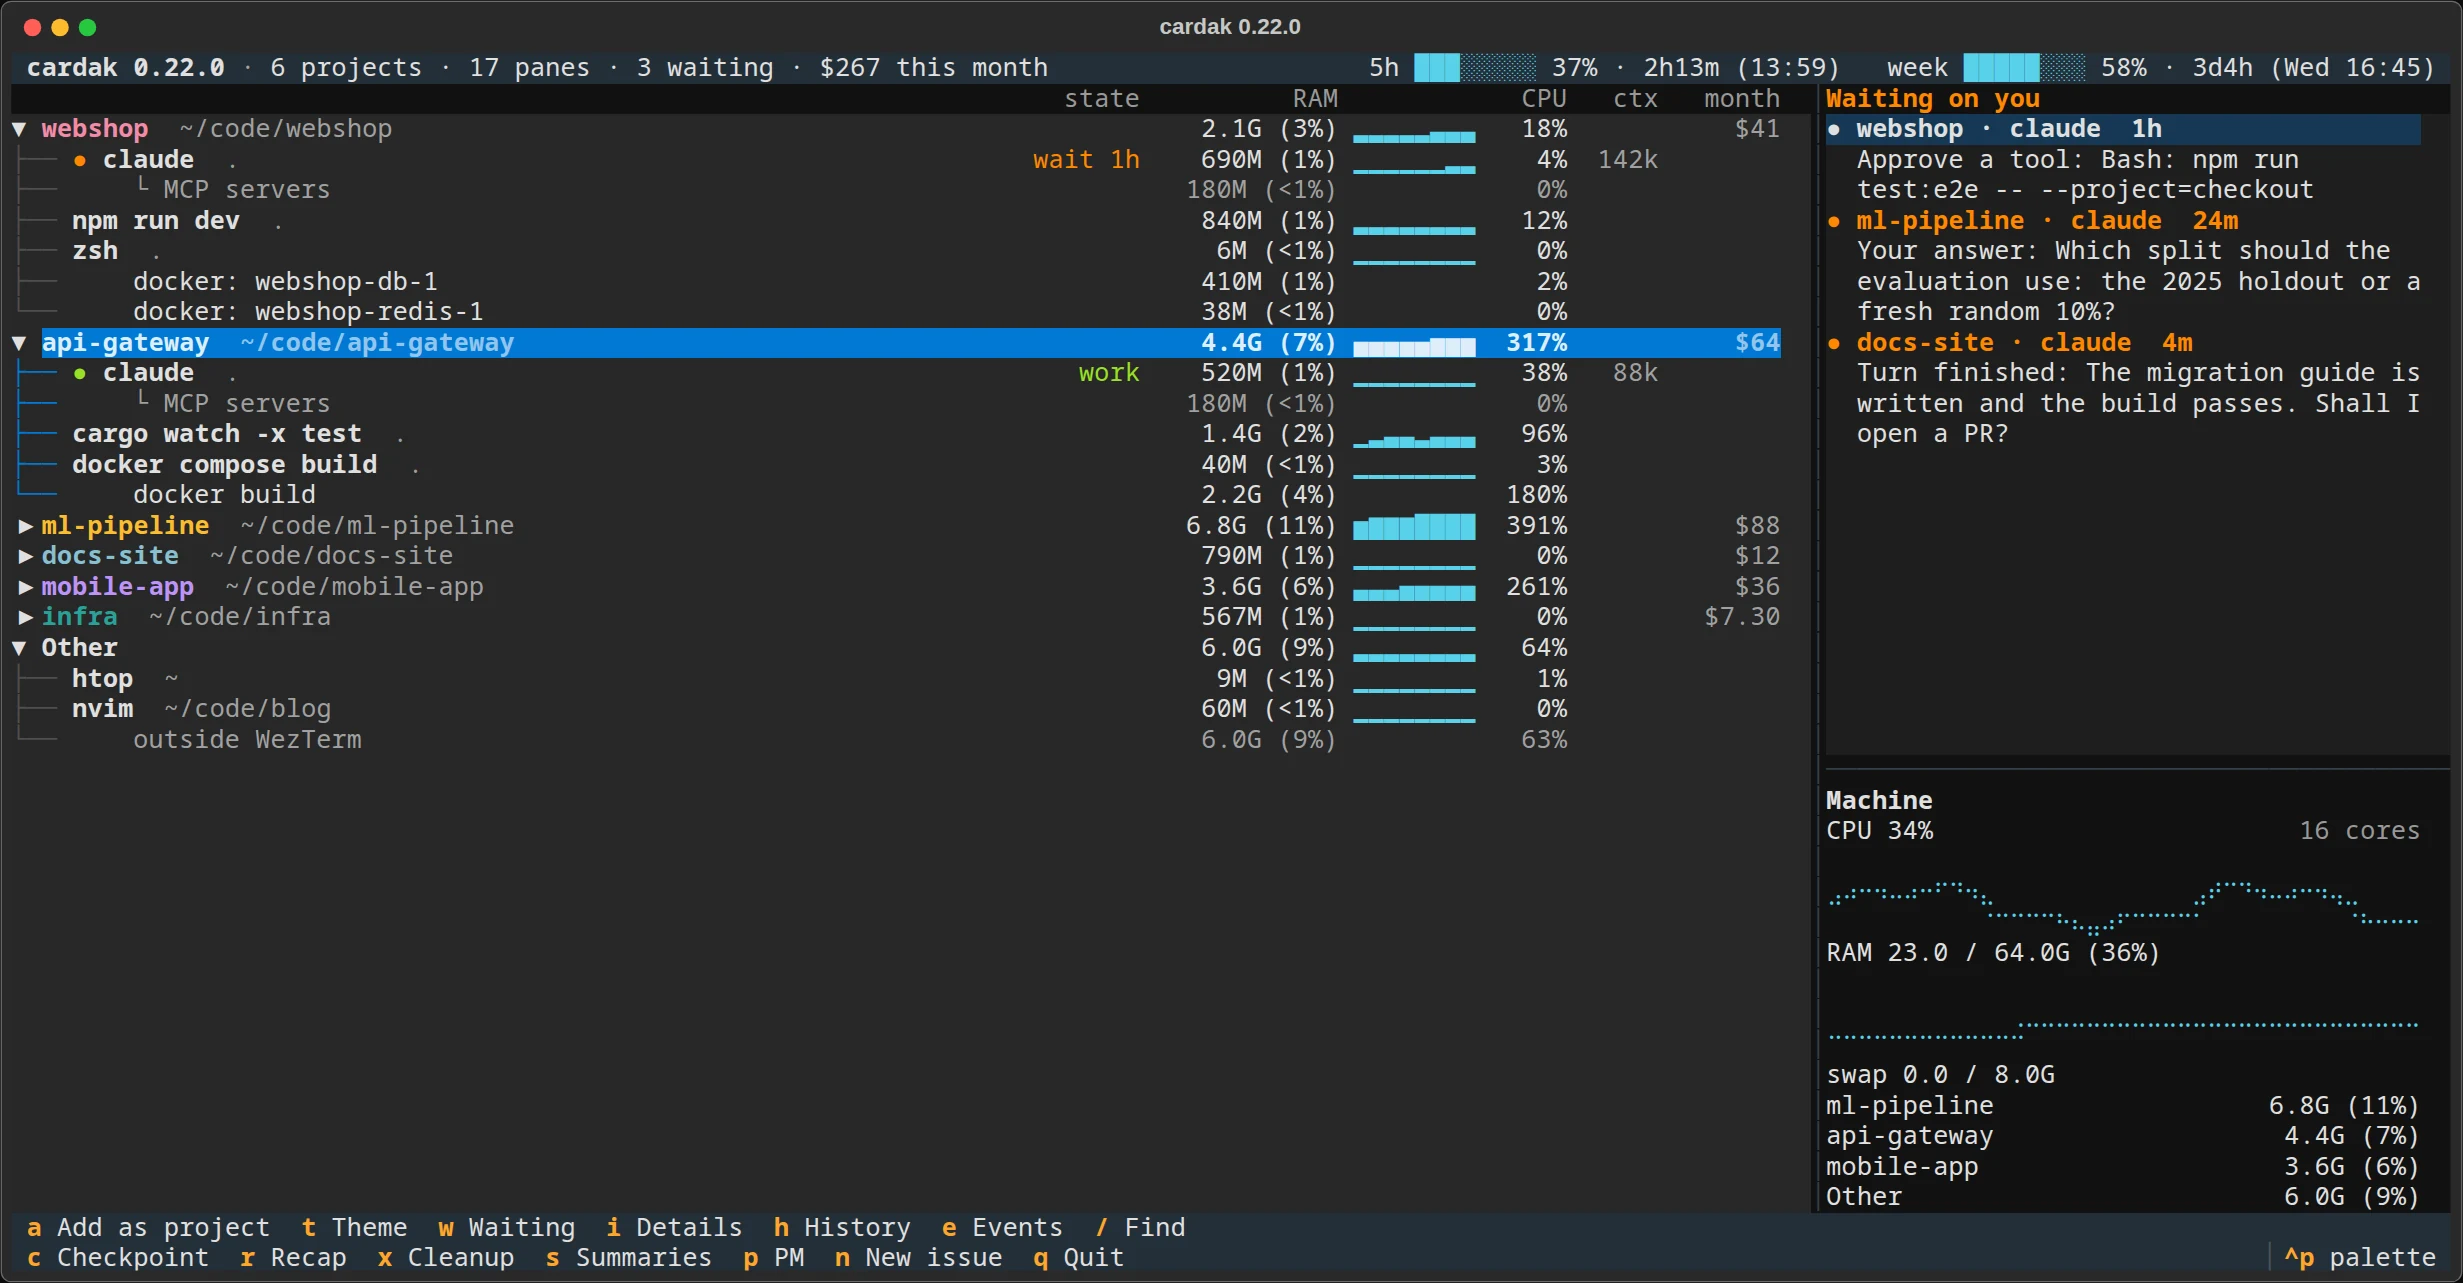 cardak 0.22.0
cardak 0.22.0 · 6 projects · 17 panes · 3 waiting · $267 this month 5h 37% · 2h13m (13:59) week 58% · 3d4h (Wed 16:45)
state RAM CPU ctx month
▼ webshop ~/code/webshop 2.1G (3%) 18% $41
● claude . wait 1h 690M (1%) 4% 142k
└ MCP servers 180M (<1%) 0%
npm run dev . 840M (1%) 12%
zsh . 6M (<1%) 0%
docker: webshop-db-1 410M (1%) 2%
docker: webshop-redis-1 38M (<1%) 0%
▼ api-gateway ~/code/api-gateway 4.4G (7%) 317% $64
● claude . work 520M (1%) 38% 88k
└ MCP servers 180M (<1%) 0%
cargo watch -x test . 1.4G (2%) 96%
docker compose build . 40M (<1%) 3%
docker build 2.2G (4%) 180%
▶ ml-pipeline ~/code/ml-pipeline 6.8G (11%) 391% $88
▶ docs-site ~/code/docs-site 790M (1%) 0% $12
▶ mobile-app ~/code/mobile-app 3.6G (6%) 261% $36
▶ infra ~/code/infra 567M (1%) 0% $7.30
▼ Other 6.0G (9%) 64%
htop ~ 9M (<1%) 1%
nvim ~/code/blog 60M (<1%) 0%
outside WezTerm 6.0G (9%) 63%
Waiting on you
● webshop · claude 1h
Approve a tool: Bash: npm run
test:e2e -- --project=checkout
● ml-pipeline · claude 24m
Your answer: Which split should the
evaluation use: the 2025 holdout or a
fresh random 10%?
● docs-site · claude 4m
Turn finished: The migration guide is
written and the build passes. Shall I
open a PR?
Machine
CPU 34% 16 cores
RAM 23.0 / 64.0G (36%)
swap 0.0 / 8.0G
ml-pipeline 6.8G (11%)
api-gateway 4.4G (7%)
mobile-app 3.6G (6%)
Other 6.0G (9%)
a Add as project t Theme w Waiting i Details h History e Events / Find
c Checkpoint r Recap x Cleanup s Summaries p PM n New issue q Quit ^p palette